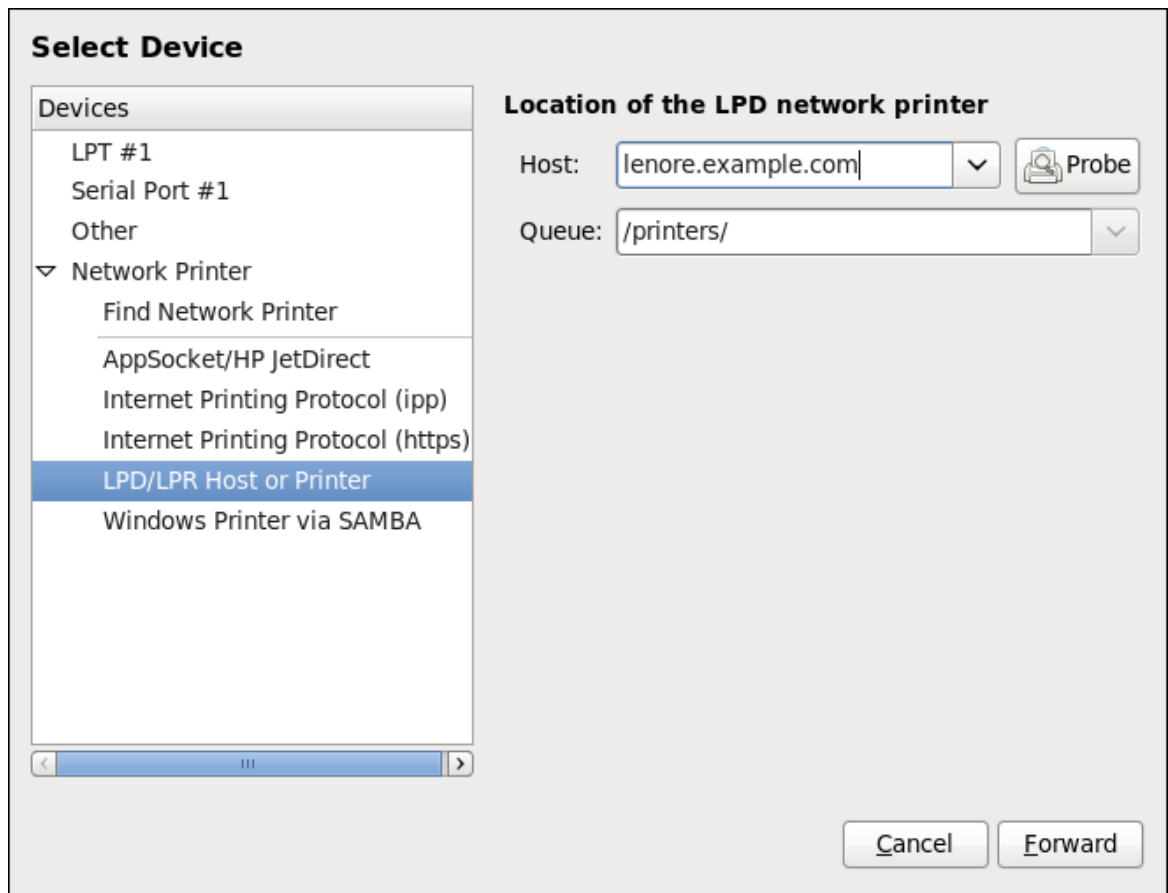 Select Device
Devices
LPT #1
Serial Port #1
Other
Network Printer
Find Network Printer
AppSocket/HP JetDirect
Internet Printing Protocol (ipp)
Internet Printing Protocol (https)
LPD/LPR Host or Printer
Windows Printer via SAMBA
Location of the LPD network printer
Host: lenore.example.com Probe
Queue: /printers/
Cancel Forward